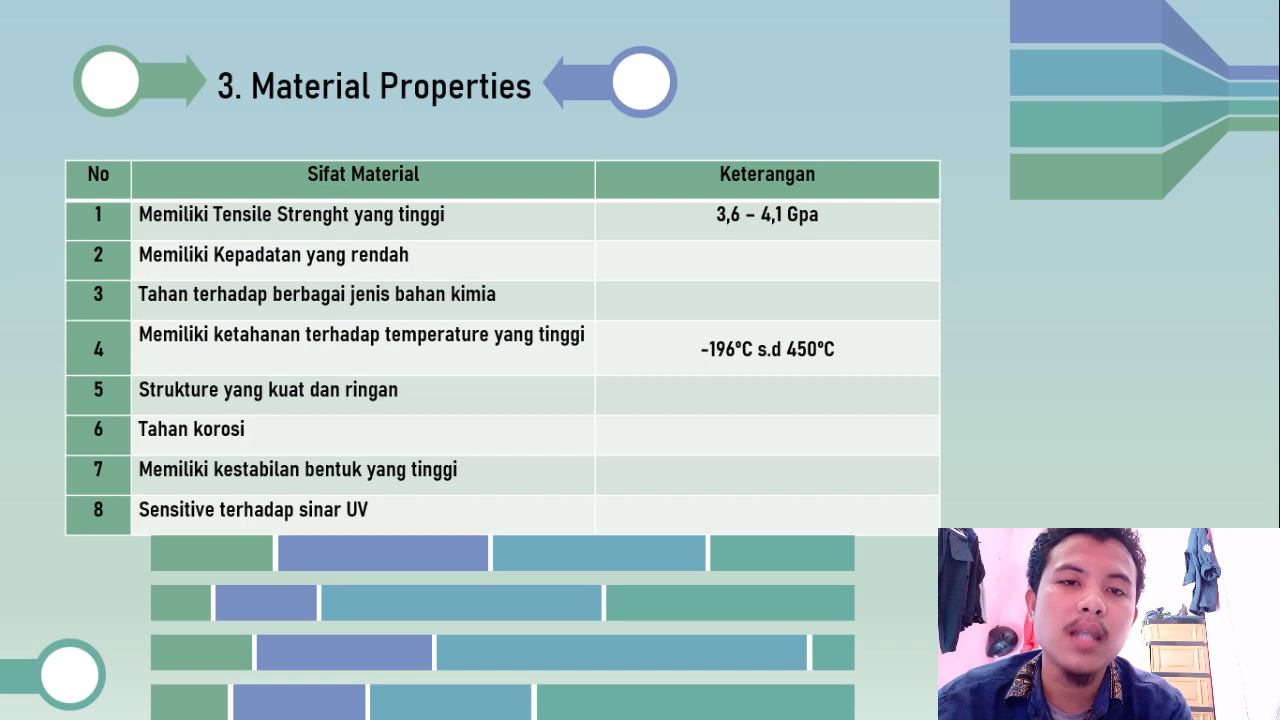 3. Material Properties
No Sifat Material Keterangan
1 Memiliki Tensile Strenght yang tinggi 3,6 – 4,1 Gpa
2 Memiliki Kepadatan yang rendah
3 Tahan terhadap berbagai jenis bahan kimia
4 Memiliki ketahanan terhadap temperature yang tinggi -196°C s.d 450°C
5 Strukture yang kuat dan ringan
6 Tahan korosi
7 Memiliki kestabilan bentuk yang tinggi
8 Sensitive terhadap sinar UV